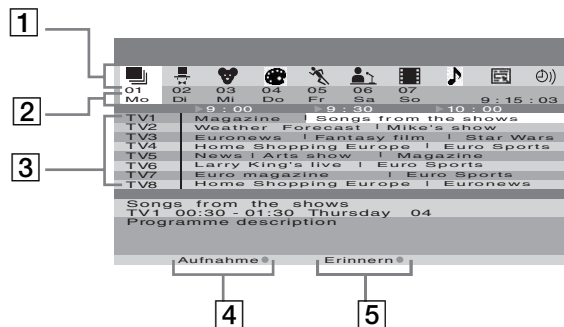 1
01 02 03 04 05 06 07
2 Mo Di Mi Do Fr Sa So 9:15:03
9:00 9:30 10:00
TV1 Magazine Songs from the shows
TV2 Weather Forecast Mike's show
3 TV3 Euronews Fantasy film Star Wars
TV4 Home Shopping Europe Euro Sports
TV5 News Arts show Magazine
TV6 Larry King's live Euro Sports
TV7 Euro magazine Euro Sports
TV8 Home Shopping Europe Euronews
Songs from the shows
TV1 00:30 - 01:30 Thursday 04
Programme description
Aufnahme Erinnern
4 5